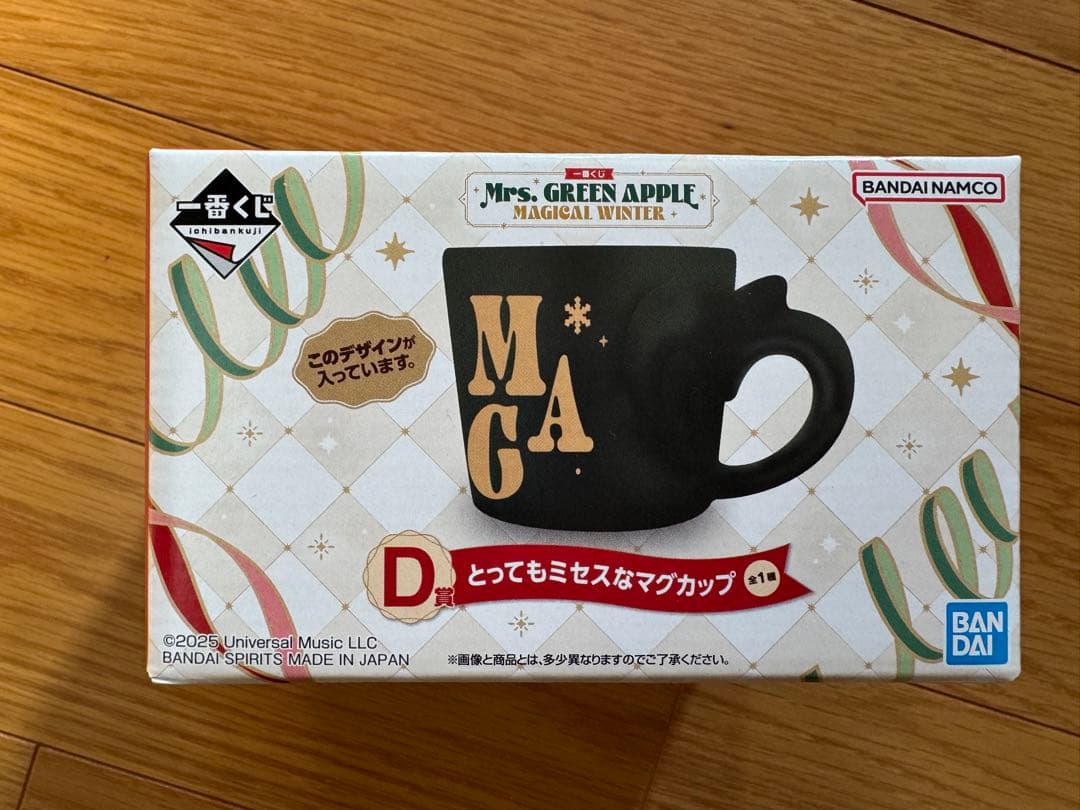 一番くじ
ichibankuji
一番くじ
Mrs. GREEN APPLE
MAGICAL WINTER
BANDAI NAMCO
このデザインが
入っています。
M
A
G
D賞
とってもミセスなマグカップ
全1種
©2025 Universal Music LLC
BANDAI SPIRITS MADE IN JAPAN
※画像と商品とは、多少異なりますのでご了承ください。
BAN
DAI